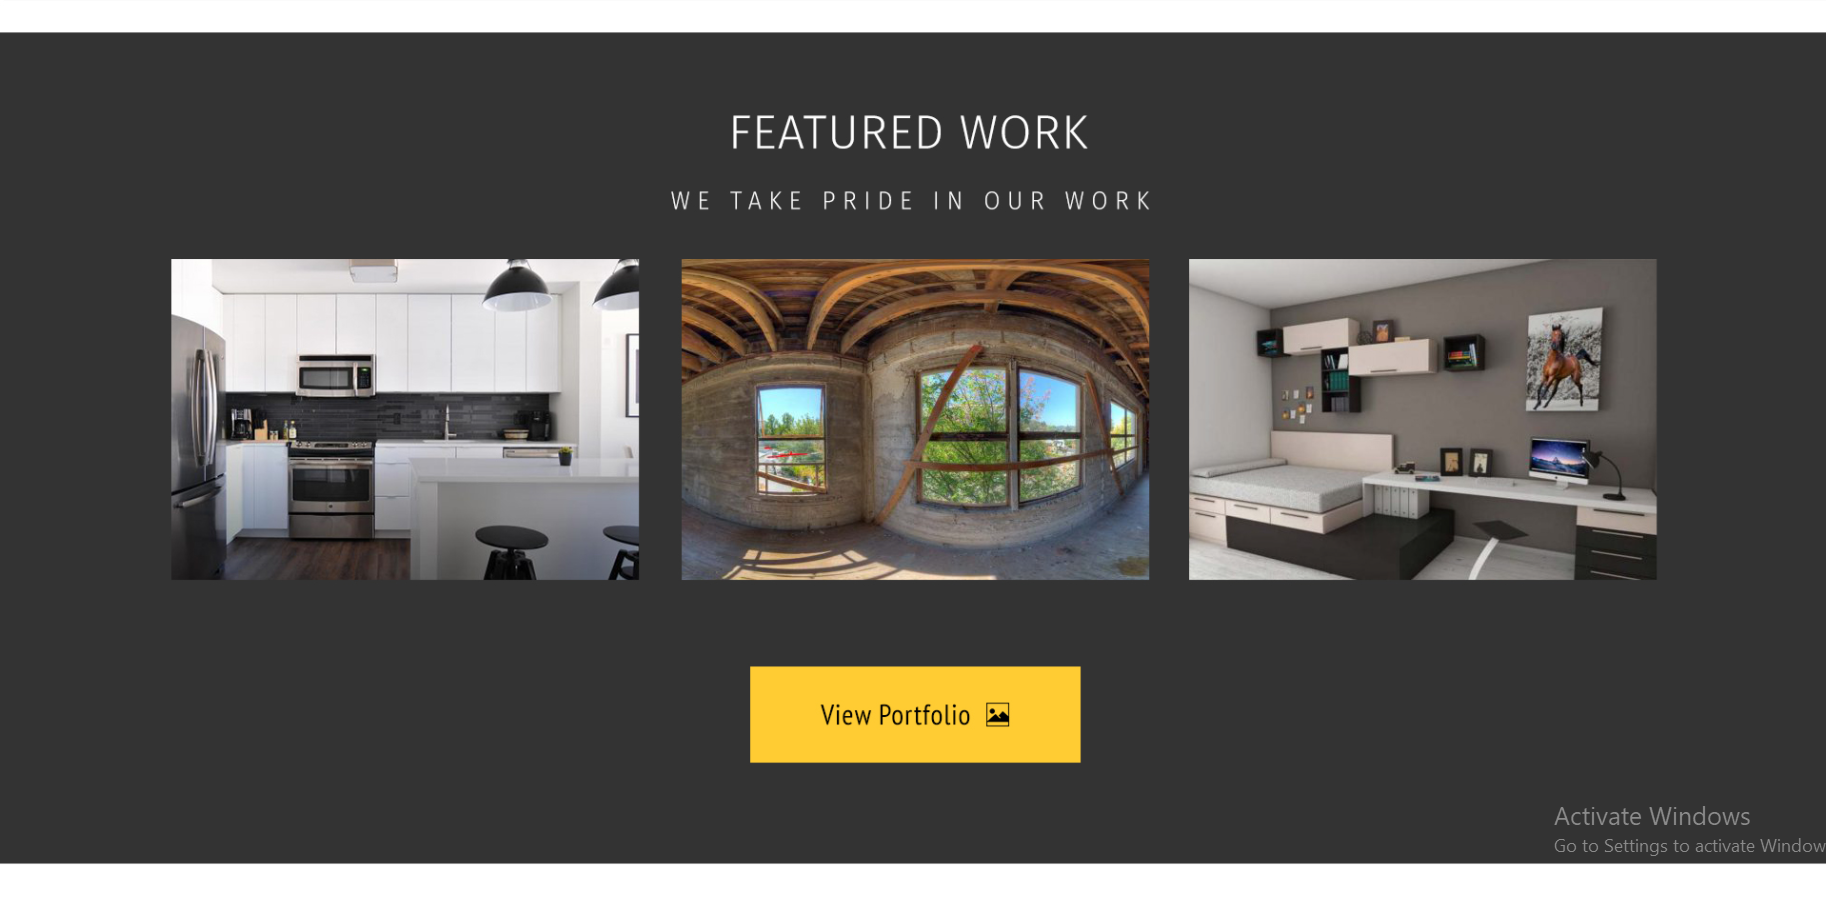 FEATURED WORK
WE TAKE PRIDE IN OUR WORK
View Portfolio
Activate Windows
Go to Settings to activate Window